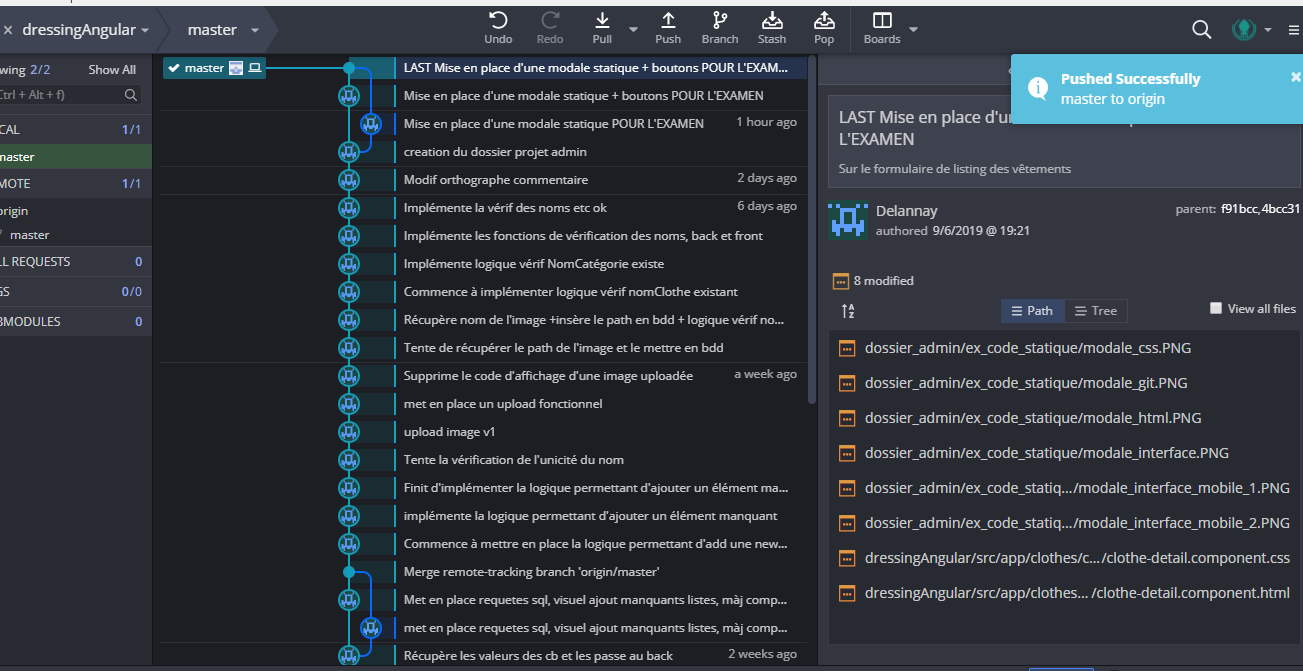 dressingAngular
master
Undo
Redo
Pull
Push
Branch
Stash
Pop
Boards
wing 2/2
Show All
Ctrl + Alt + f)
CAL 1/1
master
MOTE 1/1
origin
master
LL REQUESTS 0
GS 0/0
BMODULES 0
master
LAST Mise en place d'une modale statique + boutons POUR L'EXAM...
Mise en place d'une modale statique + boutons POUR L'EXAMEN
Mise en place d'une modale statique POUR L'EXAMEN 1 hour ago
creation du dossier projet admin
Modif orthographe commentaire 2 days ago
Implémente la vérif des noms etc ok 6 days ago
Implémente les fonctions de vérification des noms, back et front
Implémente logique vérif NomCatégorie existe
Commence à implémenter logique vérif nomClothe existant
Récupère nom de l'image +insère le path en bdd + logique vérif no...
Tente de récupérer le path de l'image et le mettre en bdd
Supprime le code d'affichage d'une image uploadée a week ago
met en place un upload fonctionnel
upload image v1
Tente la vérification de l'unicité du nom
Finit d'implémenter la logique permettant d'ajouter un élément ma...
implémente la logique permettant d'ajouter un élément manquant
Commence à mettre en place la logique permettant d'add une new...
Merge remote-tracking branch 'origin/master'
Met en place requetes sql, visuel ajout manquants listes, màj comp...
met en place requetes sql, visuel ajout manquants listes, màj comp...
Récupère les valeurs des cb et les passe au back 2 weeks ago
Pushed Successfully
master to origin
LAST Mise en place d'un
L'EXAMEN
Sur le formulaire de listing des vêtements
Delannay
authored 9/6/2019 @ 19:21
parent: f91bcc,4bcc31
8 modified
Path
Tree
View all files
dossier_admin/ex_code_statique/modale_css.PNG
dossier_admin/ex_code_statique/modale_git.PNG
dossier_admin/ex_code_statique/modale_html.PNG
dossier_admin/ex_code_statique/modale_interface.PNG
dossier_admin/ex_code_statiq.../modale_interface_mobile_1.PNG
dossier_admin/ex_code_statiq.../modale_interface_mobile_2.PNG
dressingAngular/src/app/clothes/c.../clothe-detail.component.css
dressingAngular/src/app/clothes... /clothe-detail.component.html